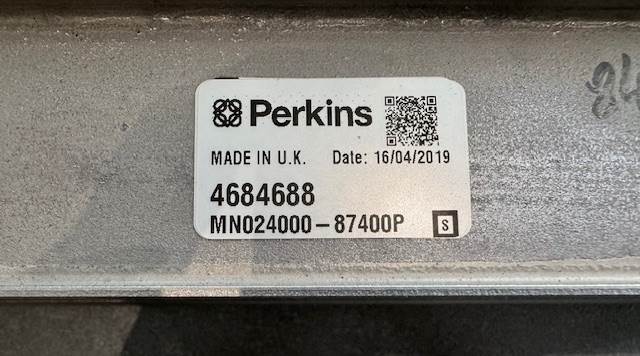 Perkins
MADE IN U.K. Date: 16/04/2019
4684688
MN024000-87400P S